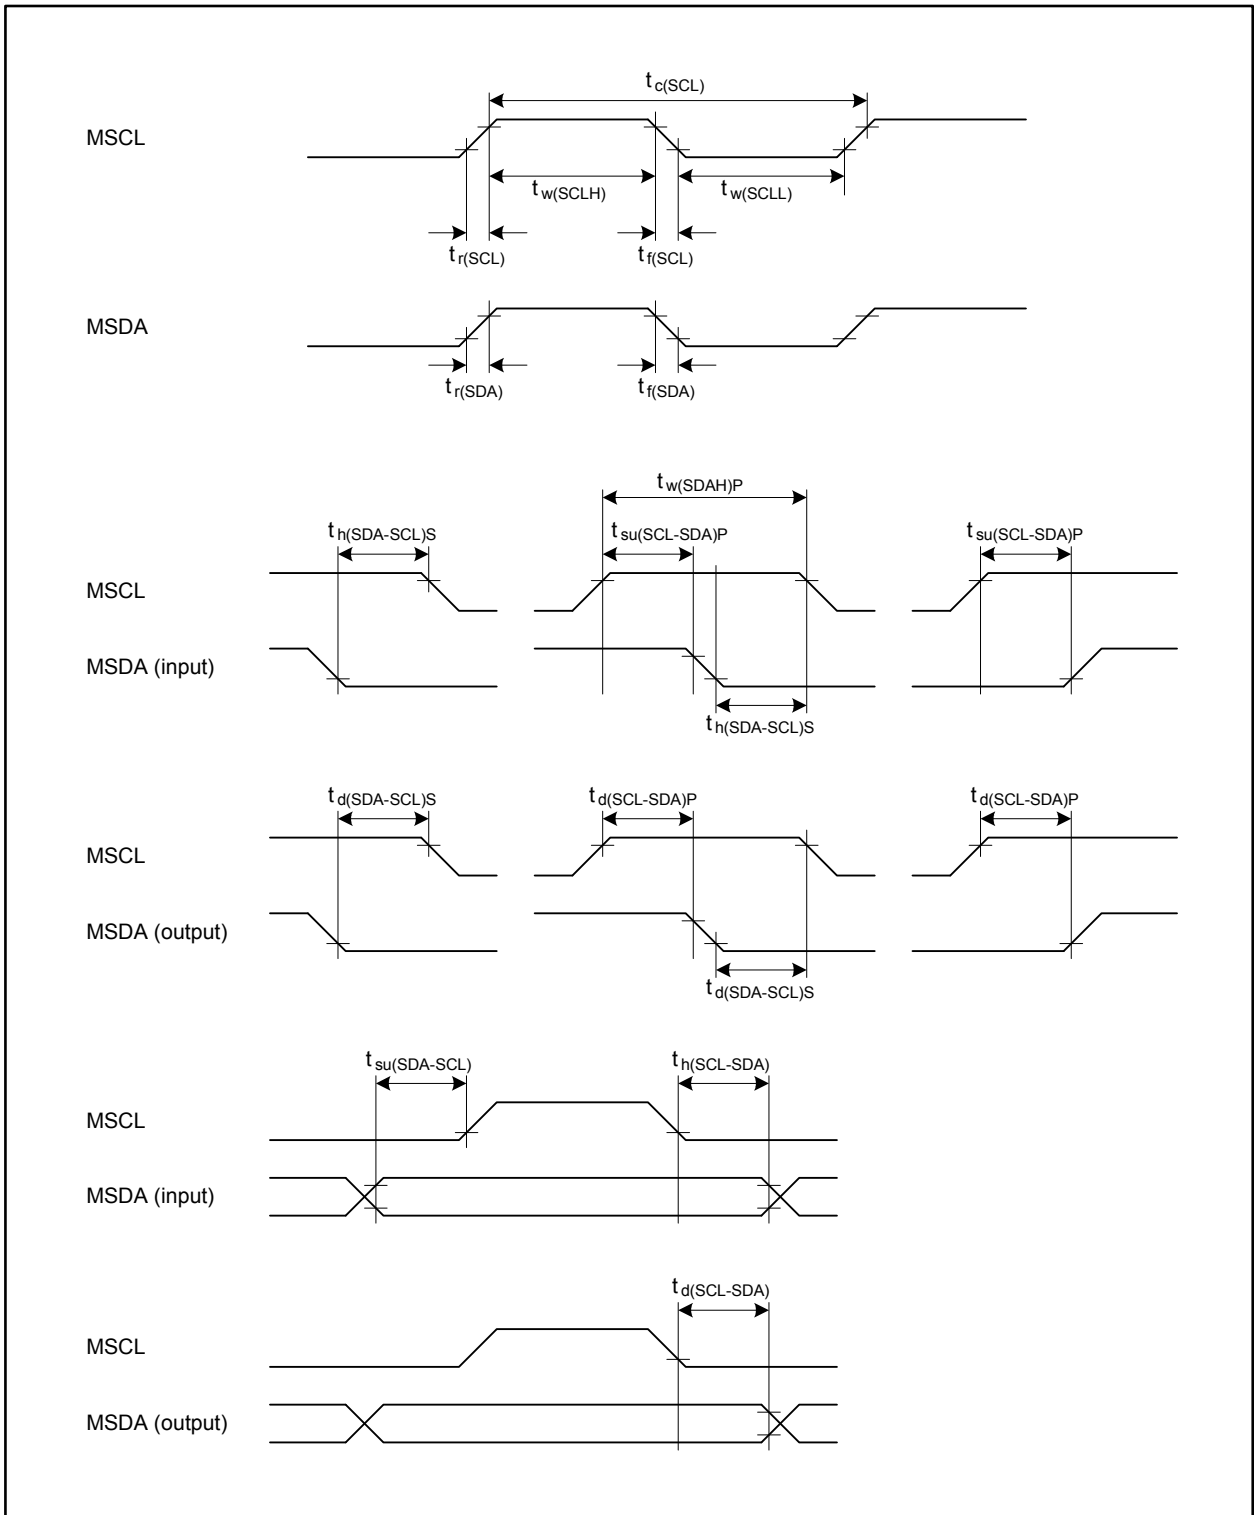 tc(SCL)
MSCL
tw(SCLH) tw(SCLL)
tr(SCL) tf(SCL)
MSDA
tr(SDA) tf(SDA)
tw(SDAH)P
th(SDA-SCL)S tsu(SCL-SDA)P tsu(SCL-SDA)P
MSCL
MSDA (input)
th(SDA-SCL)S
td(SDA-SCL)S td(SCL-SDA)P td(SCL-SDA)P
MSCL
MSDA (output)
td(SDA-SCL)S
tsu(SDA-SCL) th(SCL-SDA)
MSCL
MSDA (input)
td(SCL-SDA)
MSCL
MSDA (output)